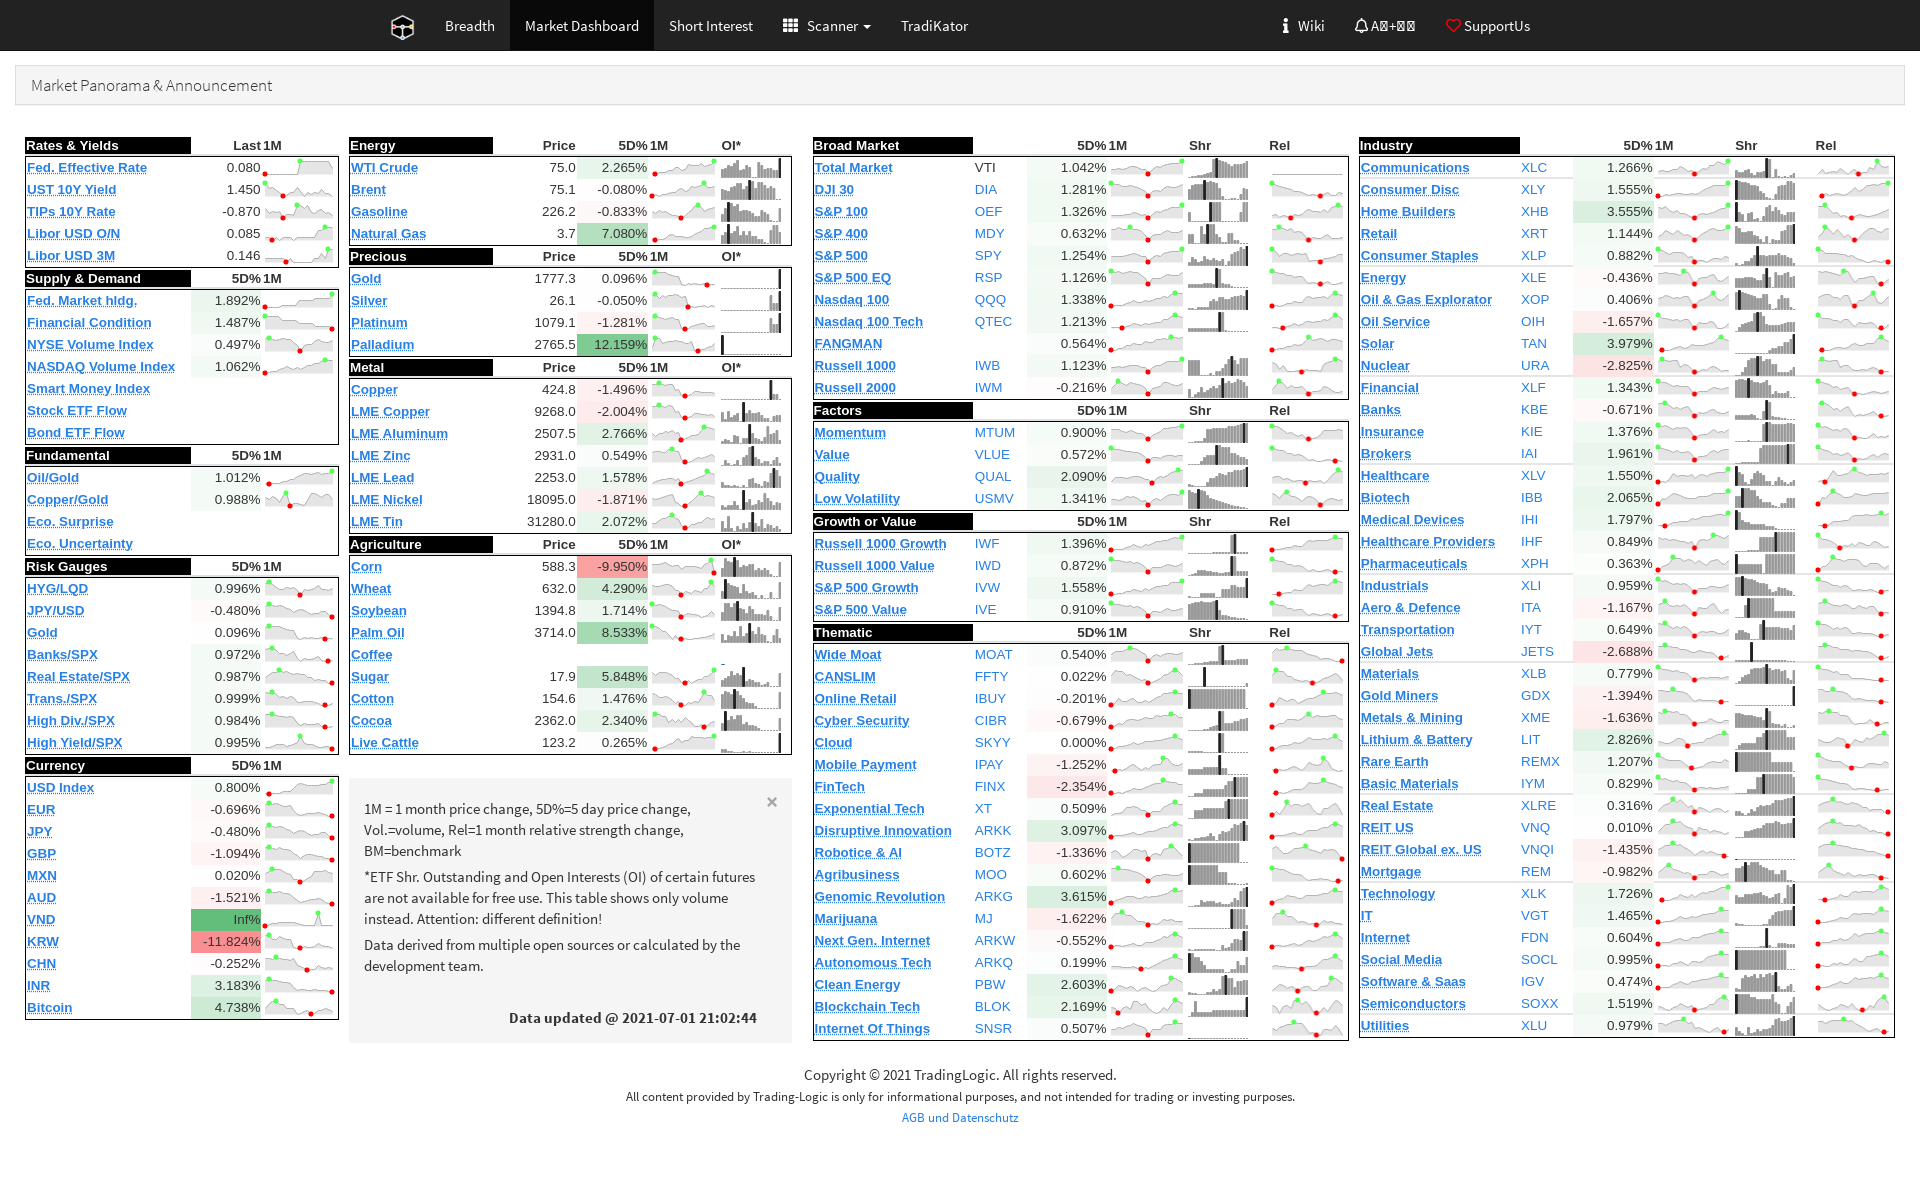 Breadth Market Dashboard Short Interest Scanner TradiKator Wiki SupportUs
Market Panorama & Announcement
Rates & Yields Last 1M
Fed. Effective Rate 0.080
UST 10Y Yield 1.450
TIPs 10Y Rate -0.870
Libor USD O/N 0.085
Libor USD 3M 0.146
Supply & Demand 5D% 1M
Fed. Market hldg. 1.892%
Financial Condition 1.487%
NYSE Volume Index 0.497%
NASDAQ Volume Index 1.062%
Smart Money Index
Stock ETF Flow
Bond ETF Flow
Fundamental 5D% 1M
Oil/Gold 1.012%
Copper/Gold 0.988%
Eco. Surprise
Eco. Uncertainty
Risk Gauges 5D% 1M
HYG/LQD 0.996%
JPY/USD -0.480%
Gold 0.096%
Banks/SPX 0.972%
Real Estate/SPX 0.987%
Trans./SPX 0.999%
High Div./SPX 0.984%
High Yield/SPX 0.995%
Currency 5D% 1M
USD Index 0.800%
EUR -0.696%
JPY -0.480%
GBP -1.094%
MXN 0.020%
AUD -1.521%
VND Inf%
KRW -11.824%
CHN -0.252%
INR 3.183%
Bitcoin 4.738%
Energy Price 5D% 1M OI*
WTI Crude 75.0 2.265%
Brent 75.1 -0.080%
Gasoline 226.2 -0.833%
Natural Gas 3.7 7.080%
Precious Price 5D% 1M OI*
Gold 1777.3 0.096%
Silver 26.1 -0.050%
Platinum 1079.1 -1.281%
Palladium 2765.5 12.159%
Metal Price 5D% 1M OI*
Copper 424.8 -1.496%
LME Copper 9268.0 -2.004%
LME Aluminum 2507.5 2.766%
LME Zinc 2931.0 0.549%
LME Lead 2253.0 1.578%
LME Nickel 18095.0 -1.871%
LME Tin 31280.0 2.072%
Agriculture Price 5D% 1M OI*
Corn 588.3 -9.950%
Wheat 632.0 4.290%
Soybean 1394.8 1.714%
Palm Oil 3714.0 8.533%
Coffee
Sugar 17.9 5.848%
Cotton 154.6 1.476%
Cocoa 2362.0 2.340%
Live Cattle 123.2 0.265%
×
1M = 1 month price change, 5D%=5 day price change,
Vol.=volume, Rel=1 month relative strength change,
BM=benchmark
*ETF Shr. Outstanding and Open Interests (OI) of certain futures
are not available for free use. This table shows only volume
instead. Attention: different definition!
Data derived from multiple open sources or calculated by the
development team.
Data updated @ 2021-07-01 21:02:44
Broad Market 5D% 1M Shr Rel
Total Market VTI 1.042%
DJI 30 DIA 1.281%
S&P 100 OEF 1.326%
S&P 400 MDY 0.632%
S&P 500 SPY 1.254%
S&P 500 EQ RSP 1.126%
Nasdaq 100 QQQ 1.338%
Nasdaq 100 Tech QTEC 1.213%
FANGMAN 0.564%
Russell 1000 IWB 1.123%
Russell 2000 IWM -0.216%
Factors 5D% 1M Shr Rel
Momentum MTUM 0.900%
Value VLUE 0.572%
Quality QUAL 2.090%
Low Volatility USMV 1.341%
Growth or Value 5D% 1M Shr Rel
Russell 1000 Growth IWF 1.396%
Russell 1000 Value IWD 0.872%
S&P 500 Growth IVW 1.558%
S&P 500 Value IVE 0.910%
Thematic 5D% 1M Shr Rel
Wide Moat MOAT 0.540%
CANSLIM FFTY 0.022%
Online Retail IBUY -0.201%
Cyber Security CIBR -0.679%
Cloud SKYY 0.000%
Mobile Payment IPAY -1.252%
FinTech FINX -2.354%
Exponential Tech XT 0.509%
Disruptive Innovation ARKK 3.097%
Robotice & AI BOTZ -1.336%
Agribusiness MOO 0.602%
Genomic Revolution ARKG 3.615%
Marijuana MJ -1.622%
Next Gen. Internet ARKW -0.552%
Autonomous Tech ARKQ 0.199%
Clean Energy PBW 2.603%
Blockchain Tech BLOK 2.169%
Internet Of Things SNSR 0.507%
Industry 5D% 1M Shr Rel
Communications XLC 1.266%
Consumer Disc XLY 1.555%
Home Builders XHB 3.555%
Retail XRT 1.144%
Consumer Staples XLP 0.882%
Energy XLE -0.436%
Oil & Gas Explorator XOP 0.406%
Oil Service OIH -1.657%
Solar TAN 3.979%
Nuclear URA -2.825%
Financial XLF 1.343%
Banks KBE -0.671%
Insurance KIE 1.376%
Brokers IAI 1.961%
Healthcare XLV 1.550%
Biotech IBB 2.065%
Medical Devices IHI 1.797%
Healthcare Providers IHF 0.849%
Pharmaceuticals XPH 0.363%
Industrials XLI 0.959%
Aero & Defence ITA -1.167%
Transportation IYT 0.649%
Global Jets JETS -2.688%
Materials XLB 0.779%
Gold Miners GDX -1.394%
Metals & Mining XME -1.636%
Lithium & Battery LIT 2.826%
Rare Earth REMX 1.207%
Basic Materials IYM 0.829%
Real Estate XLRE 0.316%
REIT US VNQ 0.010%
REIT Global ex. US VNQI -1.435%
Mortgage REM -0.982%
Technology XLK 1.726%
IT VGT 1.465%
Internet FDN 0.604%
Social Media SOCL 0.995%
Software & Saas IGV 0.474%
Semiconductors SOXX 1.519%
Utilities XLU 0.979%
Copyright © 2021 TradingLogic. All rights reserved.
All content provided by Trading-Logic is only for informational purposes, and not intended for trading or investing purposes.
AGB und Datenschutz